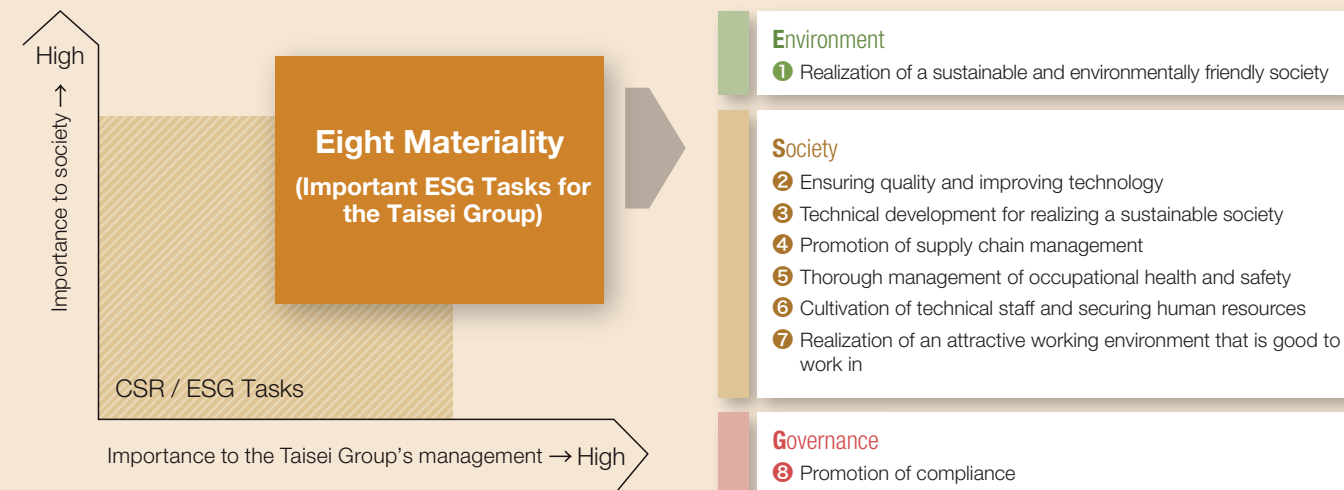 High
Importance to society →
Eight Materiality
(Important ESG Tasks for
the Taisei Group)
CSR / ESG Tasks
Importance to the Taisei Group's management → High
Environment
❶ Realization of a sustainable and environmentally friendly society
Society
❷ Ensuring quality and improving technology
❸ Technical development for realizing a sustainable society
❹ Promotion of supply chain management
❺ Thorough management of occupational health and safety
❻ Cultivation of technical staff and securing human resources
❼ Realization of an attractive working environment that is good to
work in
Governance
❽ Promotion of compliance